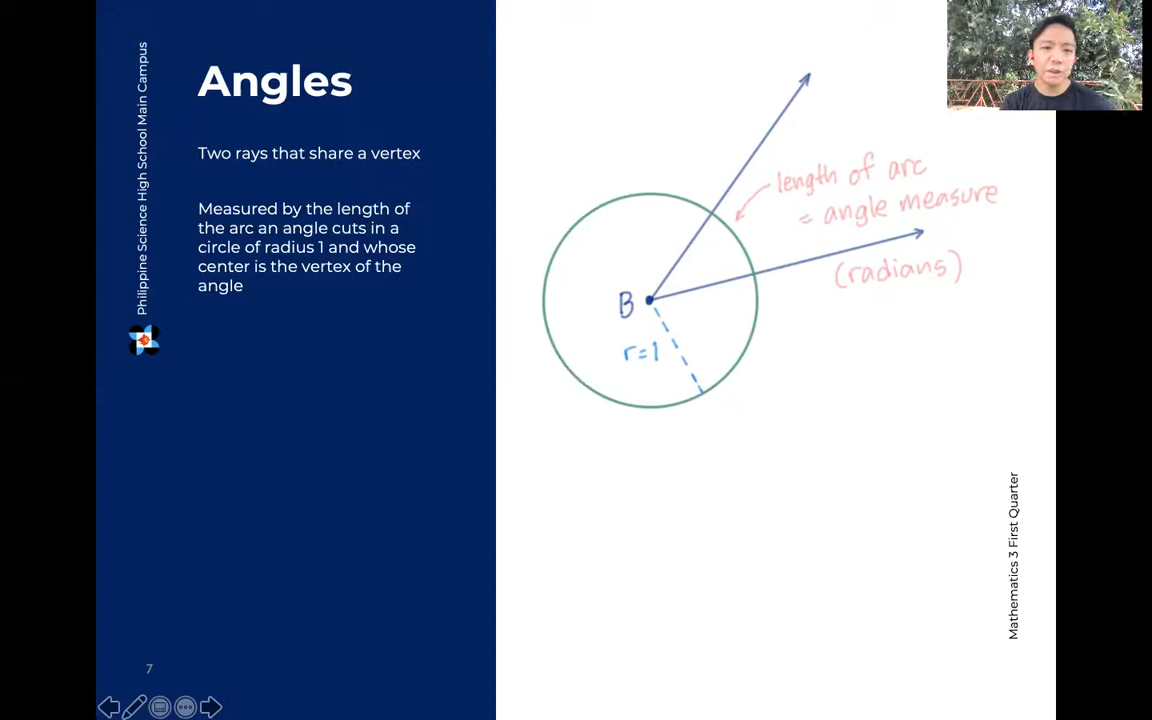 Philippine Science High School Main Campus
Angles
Two rays that share a vertex
Measured by the length of
the arc an angle cuts in a
circle of radius 1 and whose
center is the vertex of the
angle
7
length of arc
= angle measure
(radians)
B
r=1
Mathematics 3 First Quarter